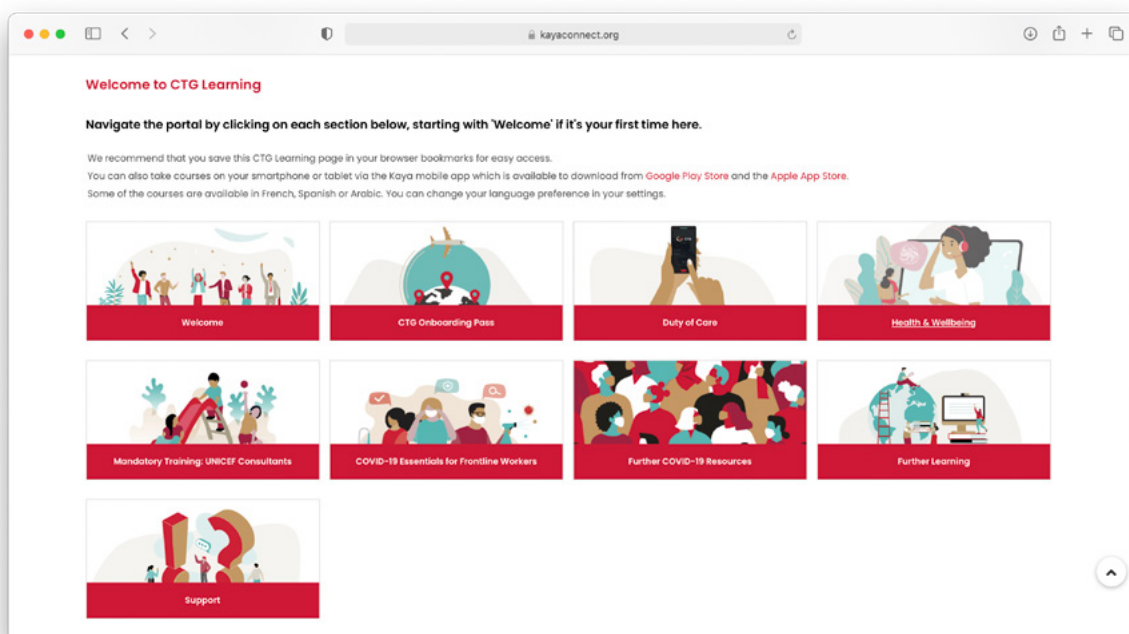 kayaconnect.org
Welcome to CTG Learning
Navigate the portal by clicking on each section below, starting with 'Welcome' if it's your first time here.
We recommend that you save this CTG Learning page in your browser bookmarks for easy access.
You can also take courses on your smartphone or tablet via the Kaya mobile app which is available to download from Google Play Store and the Apple App Store.
Some of the courses are available in French, Spanish or Arabic. You can change your language preference in your settings.
Welcome
CTG Onboarding Pass
Duty of Care
Health & Wellbeing
Mandatory Training: UNICEF Consultants
COVID-19 Essentials for Frontline Workers
Further COVID-19 Resources
Further Learning
Support